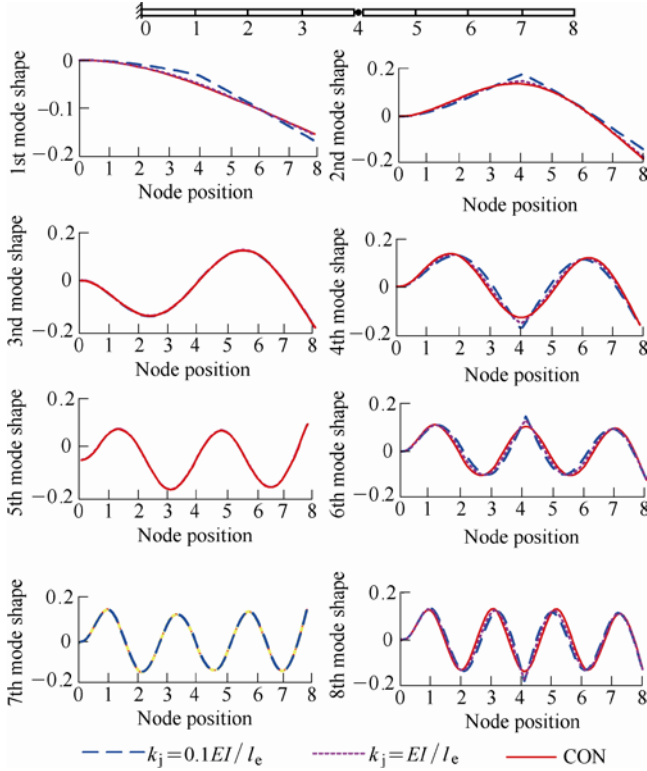 0 1 2 3 4 5 6 7 8
1st mode shape
0
−0.1
−0.2
0 1 2 3 4 5 6 7 8
Node position
2nd mode shape
0.2
0
−0.2
0 1 2 3 4 5 6 7 8
Node position
3nd mode shape
0.2
0
−0.2
0 1 2 3 4 5 6 7 8
Node position
4th mode shape
0.2
0
−0.2
0 1 2 3 4 5 6 7 8
Node position
5th mode shape
0.2
0
−0.2
0 1 2 3 4 5 6 7 8
Node position
6th mode shape
0.2
0
−0.2
0 1 2 3 4 5 6 7 8
Node position
7th mode shape
0.2
0
−0.2
0 1 2 3 4 5 6 7 8
Node position
8th mode shape
0.2
0
−0.2
0 1 2 3 4 5 6 7 8
Node position
k_j=0.1EI/l_e k_j=EI/l_e CON